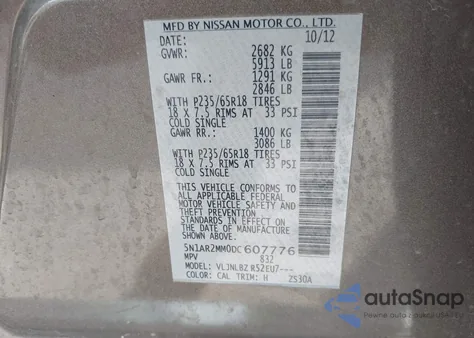 MFD BY NISSAN MOTOR CO., LTD.
DATE: 10/12
GVWR: 2682 KG
5913 LB
GAWR FR.: 1291 KG
2846 LB
WITH P235/65R18 TIRES
18 X 7.5 RIMS AT 33 PSI
COLD SINGLE
GAWR RR.: 1400 KG
3086 LB
WITH P235/65R18 TIRES
18 X 7.5 RIMS AT 33 PSI
COLD SINGLE
THIS VEHICLE CONFORMS TO
ALL APPLICABLE FEDERAL
MOTOR VEHICLE SAFETY AND
THEFT PREVENTION
STANDARDS IN EFFECT ON THE
DATE OF MANUFACTURE SHOWN
ABOVE.
5N1AR2MM0DC607776
MPV 832
MODEL: VLJNLBZ R52EU7---
COLOR: CAL TRIM: H 2S30A
autoSnap